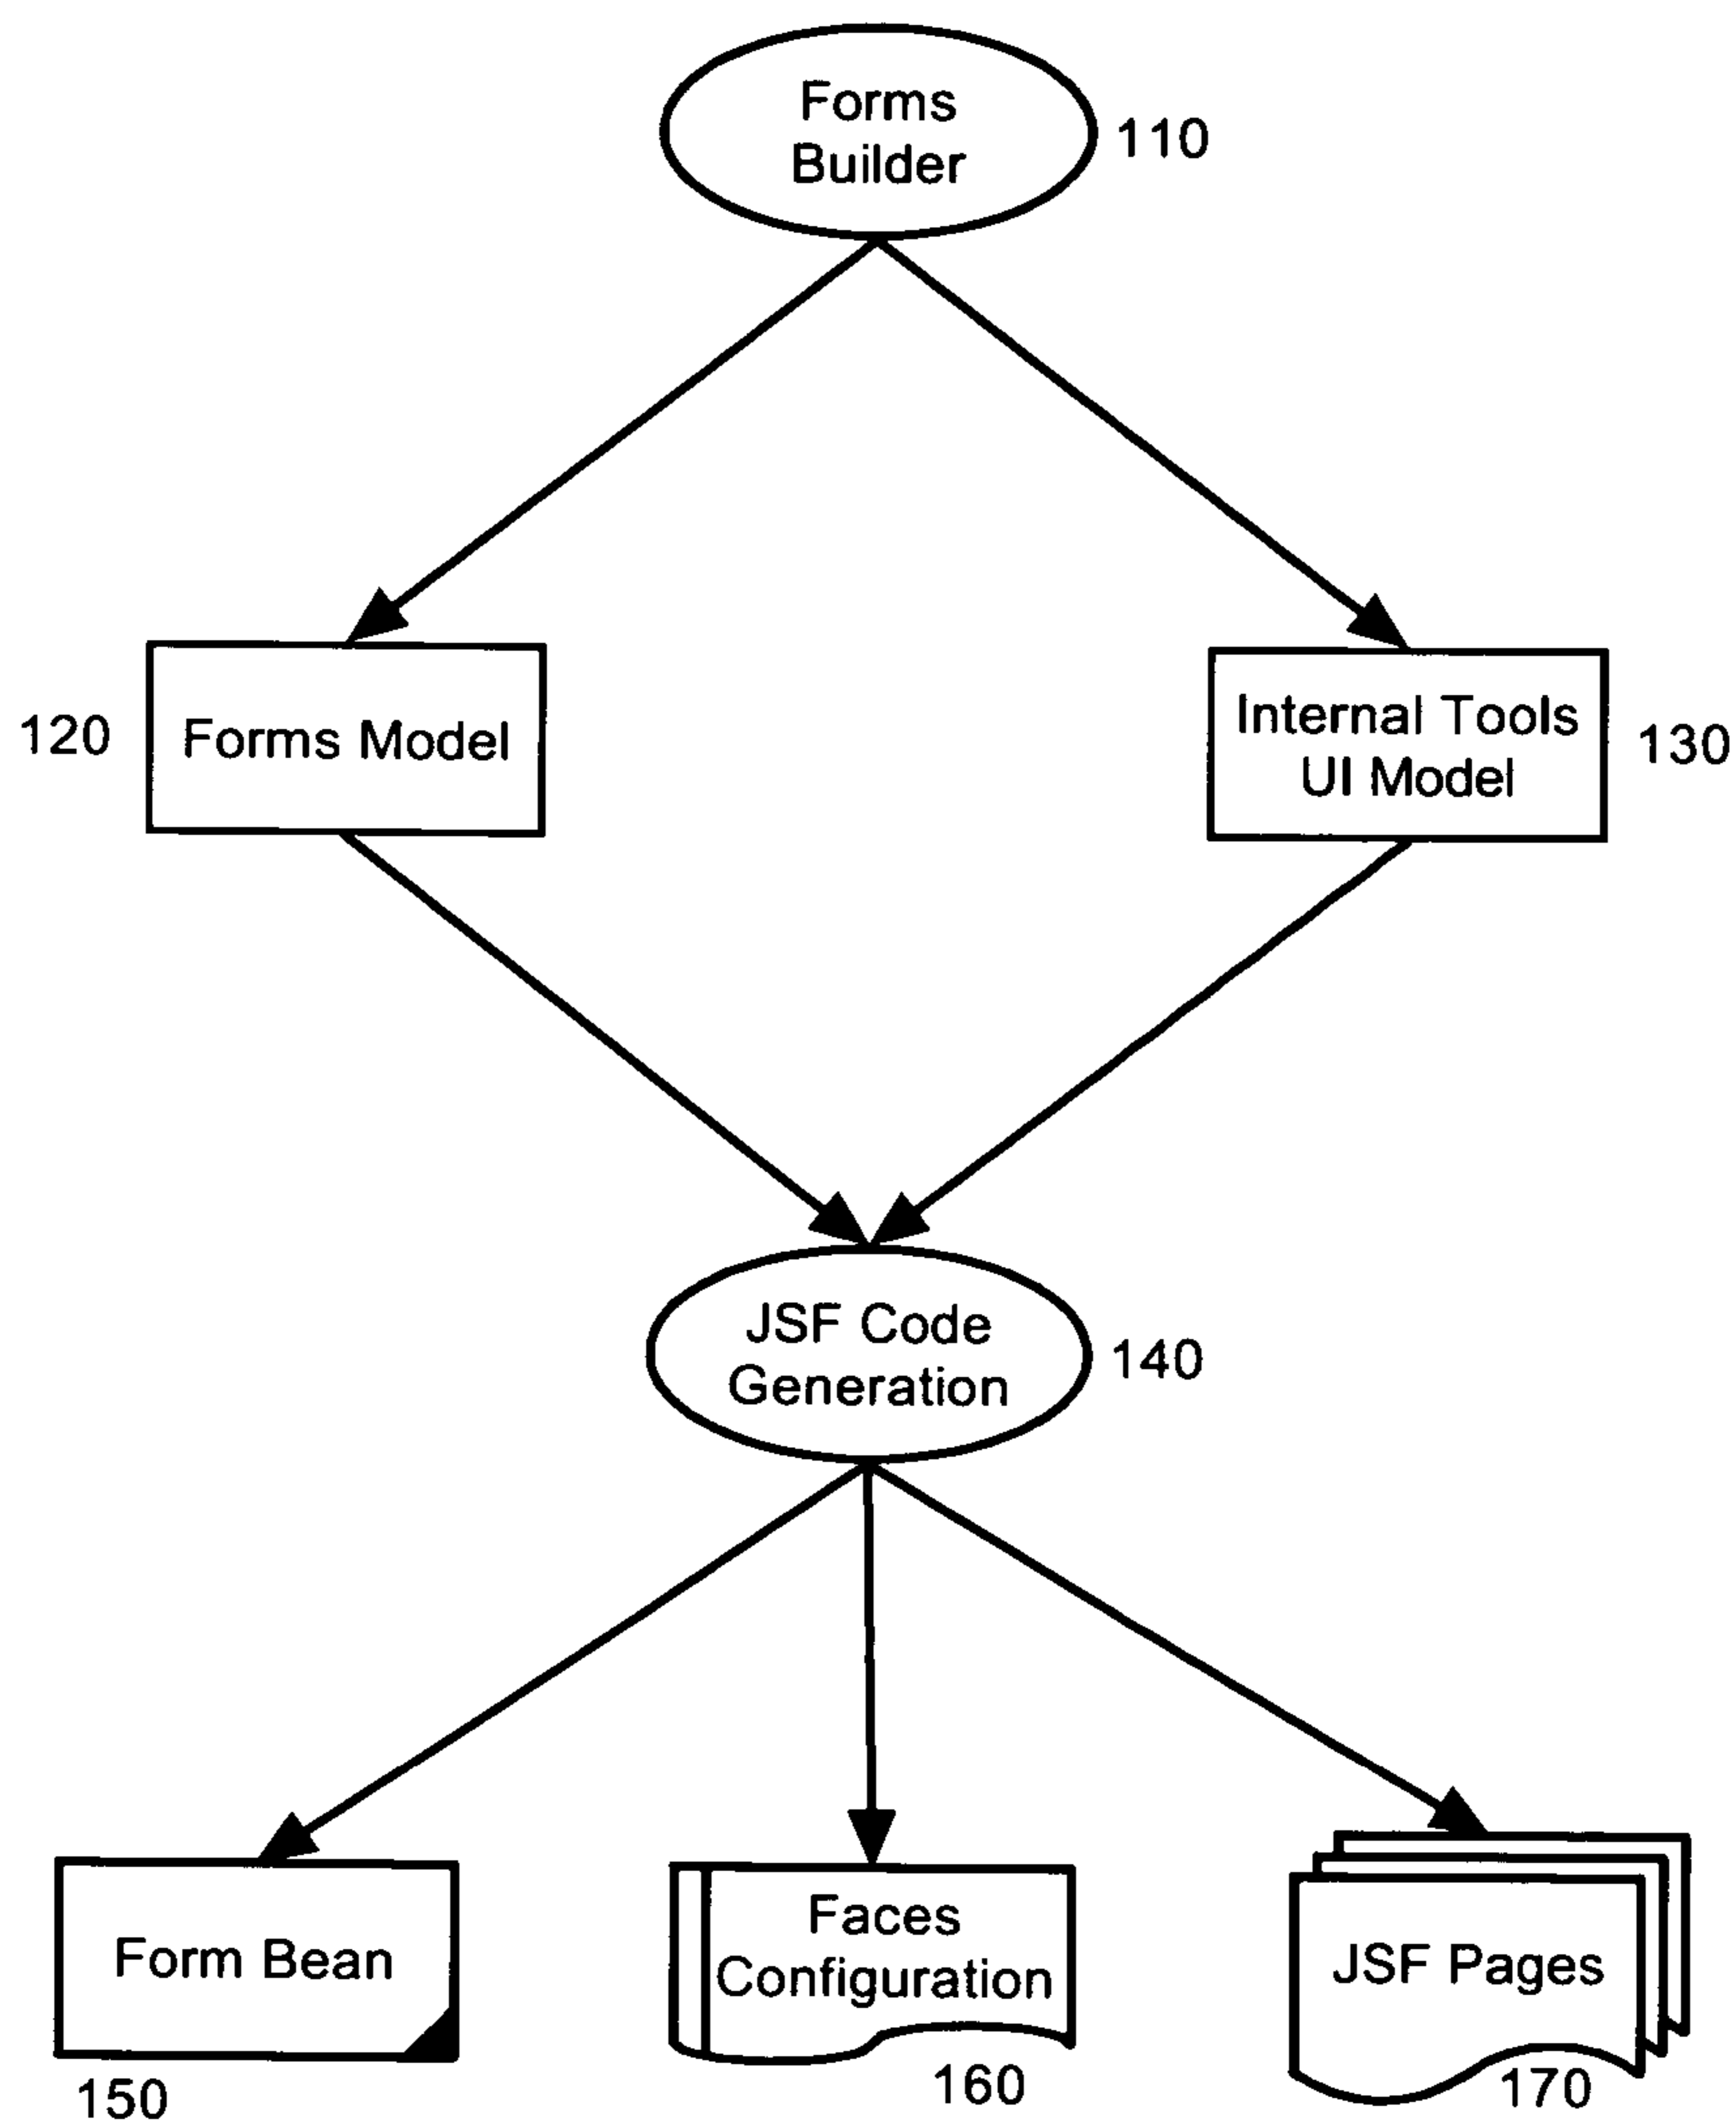 Forms
Builder
110
120
Forms Model
Internal Tools
UI Model
130
JSF Code
Generation
140
Form Bean
150
Faces
Configuration
160
JSF Pages
170